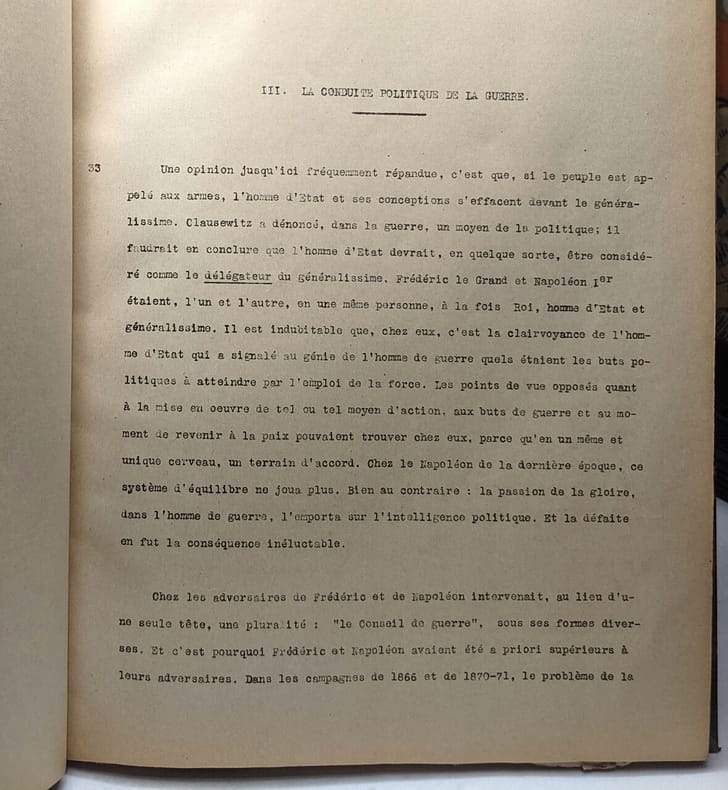 III. LA CONDUITE POLITIQUE DE LA GUERRE.
33 Une opinion jusqu'ici fréquemment répandue, c'est que, si le peuple est ap-
pelé aux armes, l'homme d'Etat et ses conceptions s'effacent devant le généra-
lissime. Clausewitz a dénoncé, dans la guerre, un moyen de la politique; il
faudrait en conclure que l'homme d'Etat devrait, en quelque sorte, être considé-
ré comme le délégateur du généralissime. Frédéric le Grand et Napoléon Ier
étaient, l'un et l'autre, en une même personne, à la fois Roi, homme d'Etat et
généralissime. Il est indubitable que, chez eux, c'est la clairvoyance de l'hom-
me d'Etat qui a signalé au génie de l'homme de guerre quels étaient les buts po-
litiques à atteindre par l'emploi de la force. Les points de vue opposés quant
à la mise en oeuvre de tel ou tel moyen d'action, aux buts de guerre et au mo-
ment de revenir à la paix pouvaient trouver chez eux, parce qu'en un même et
unique cerveau, un terrain d'accord. Chez le Napoléon de la dernière époque, ce
système d'équilibre ne joua plus. Bien au contraire : la passion de la gloire,
dans l'homme de guerre, l'emporta sur l'intelligence politique. Et la défaite
en fut la conséquence inéluctable.
Chez les adversaires de Frédéric et de Napoléon intervenait, au lieu d'u-
ne seule tête, une pluralité : "le Conseil de guerre", sous ses formes diver-
ses. Et c'est pourquoi Frédéric et Napoléon avaient été a priori supérieurs à
leurs adversaires. Dans les campagnes de 1866 et de 1870-71, le problème de la